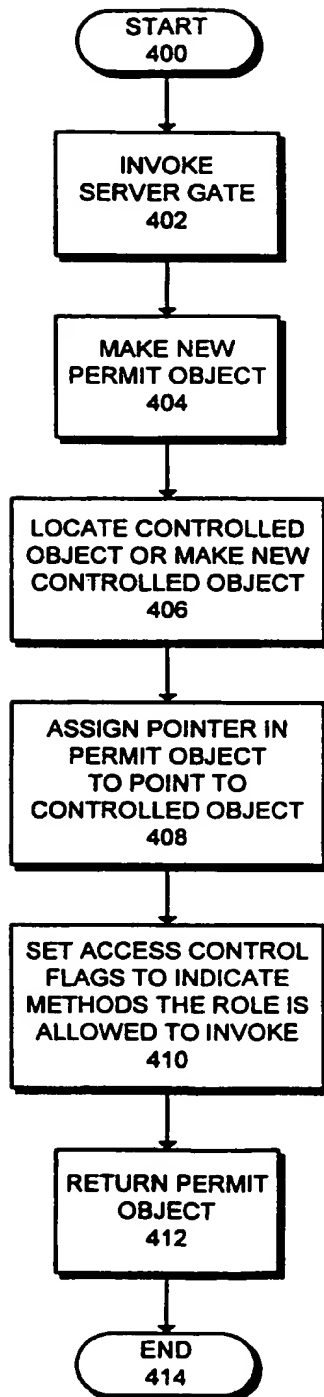 START
400
INVOKE
SERVER GATE
402
MAKE NEW
PERMIT OBJECT
404
LOCATE CONTROLLED
OBJECT OR MAKE NEW
CONTROLLED OBJECT
406
ASSIGN POINTER IN
PERMIT OBJECT
TO POINT TO
CONTROLLED OBJECT
408
SET ACCESS CONTROL
FLAGS TO INDICATE
METHODS THE ROLE IS
ALLOWED TO INVOKE
410
RETURN PERMIT
OBJECT
412
END
414